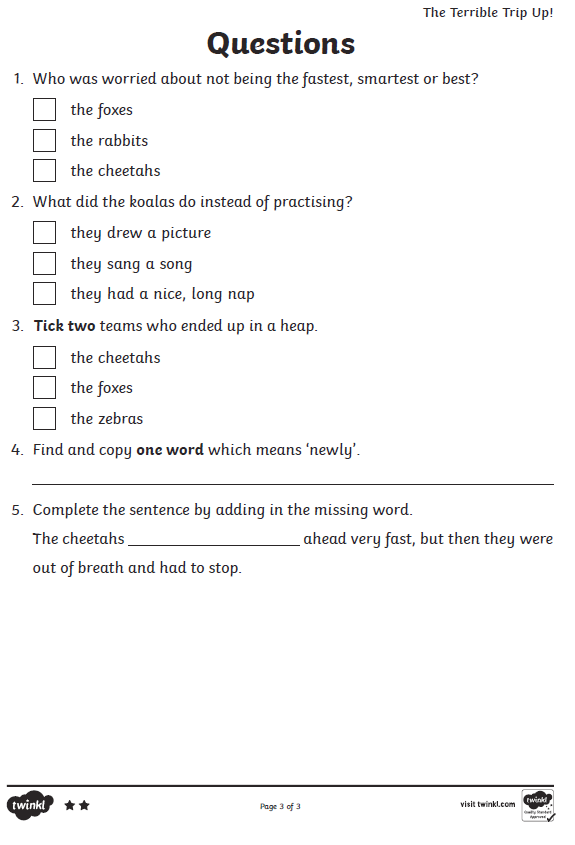 The Terrible Trip Up!
Questions
1. Who was worried about not being the fastest, smartest or best?
the foxes
the rabbits
the cheetahs
2. What did the koalas do instead of practising?
they drew a picture
they sang a song
they had a nice, long nap
3. Tick two teams who ended up in a heap.
the cheetahs
the foxes
the zebras
4. Find and copy one word which means ‘newly’.
5. Complete the sentence by adding in the missing word.
The cheetahs ____________________ ahead very fast, but then they were
out of breath and had to stop.
twinkl
Page 3 of 3
visit twinkl.com
twinkl
Quality Standard
Approved